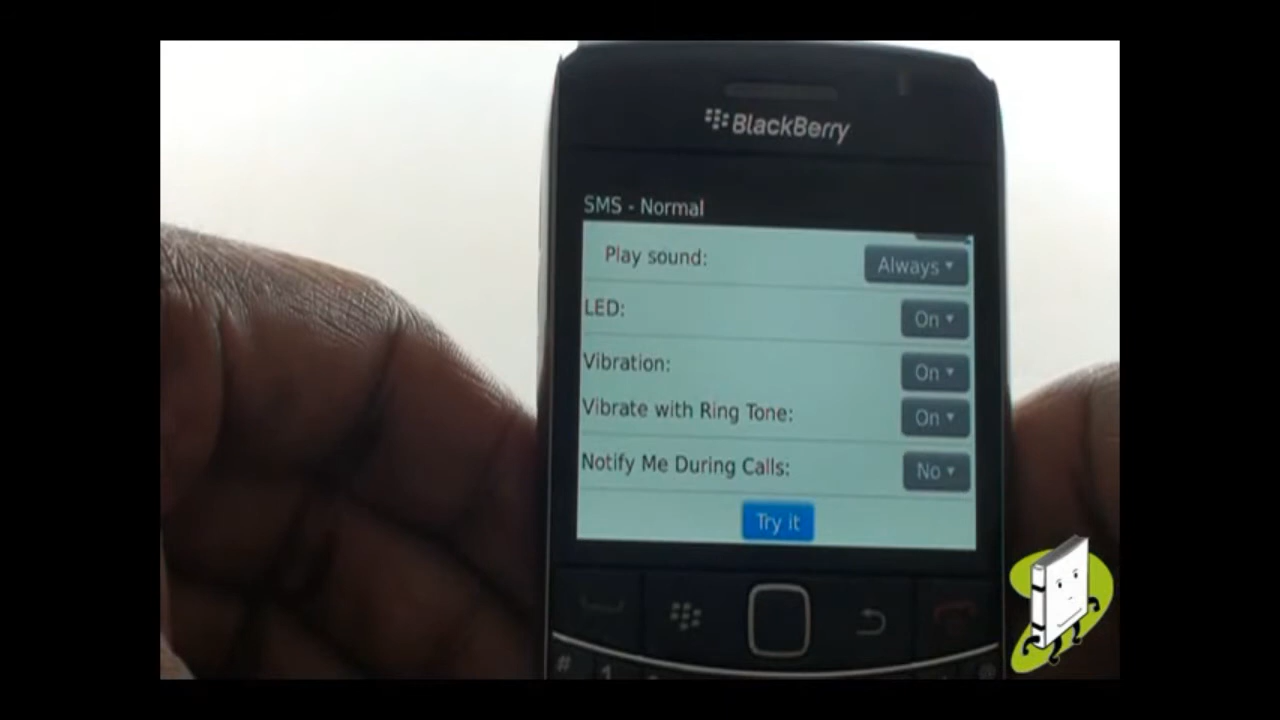 BlackBerry
SMS - Normal
Play sound: Always
LED: On
Vibration: On
Vibrate with Ring Tone: On
Notify Me During Calls: No
Try it
#
1